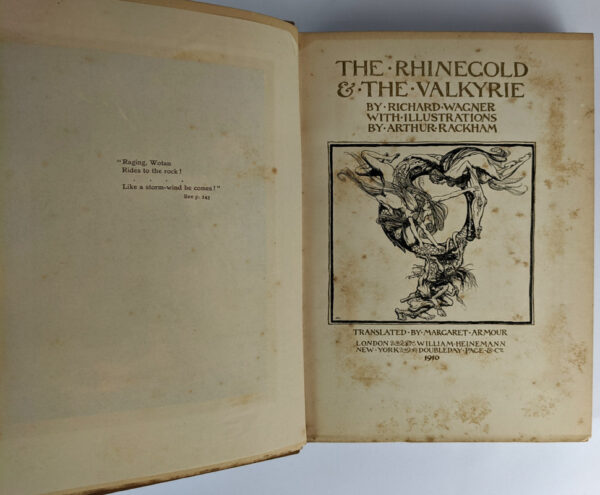 "Raging, Wotan
Rides to the rock!
. . . .
Like a storm-wind he comes!"
See p. 143
THE · RHINEGOLD
& · THE · VALKYRIE
BY · RICHARD · WAGNER
WITH · ILLUSTRATIONS
BY · ARTHUR · RACKHAM
TRANSLATED · BY · MARGARET · ARMOUR
LONDON WILLIAM · HEINEMANN
NEW · YORK DOUBLEDAY · PAGE · & Co
1910